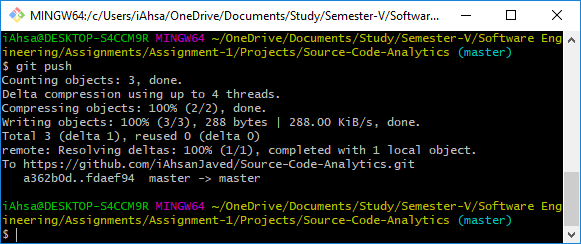 MINGW64:/c/Users/iAhsa/OneDrive/Documents/Study/Semester-V/Software...
iAhsa@DESKTOP-S4CCM9R MINGW64 ~/OneDrive/Documents/Study/Semester-V/Software Eng
ineering/Assignments/Assignment-1/Projects/Source-Code-Analytics (master)
$ git push
Counting objects: 3, done.
Delta compression using up to 4 threads.
Compressing objects: 100% (2/2), done.
Writing objects: 100% (3/3), 288 bytes | 288.00 KiB/s, done.
Total 3 (delta 1), reused 0 (delta 0)
remote: Resolving deltas: 100% (1/1), completed with 1 local object.
To https://github.com/iAhsanJaved/Source-Code-Analytics.git
   a362b0d..fdaef94  master -> master
iAhsa@DESKTOP-S4CCM9R MINGW64 ~/OneDrive/Documents/Study/Semester-V/Software Eng
ineering/Assignments/Assignment-1/Projects/Source-Code-Analytics (master)
$